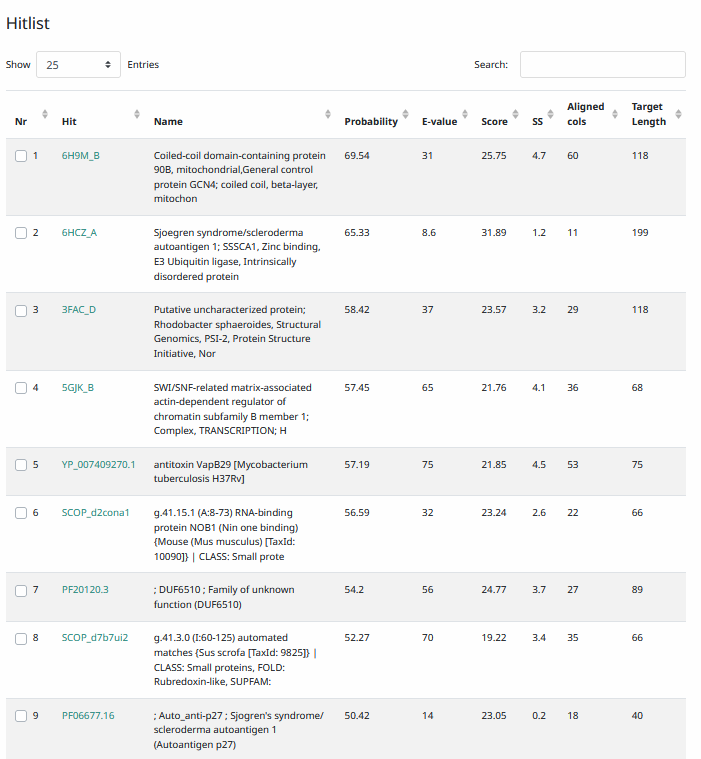 Hitlist
Show 25 Entries Search:
Nr Hit Name Probability E-value Score SS Aligned cols Target Length
1 6H9M_B Coiled-coil domain-containing protein 69.54 31 25.75 4.7 60 118
90B, mitochondrial,General control
protein GCN4; coiled coil, beta-layer,
mitochon
2 6HCZ_A Sjoegren syndrome/scleroderma 65.33 8.6 31.89 1.2 11 199
autoantigen 1; SSSCA1, Zinc binding,
E3 Ubiquitin ligase, Intrinsically
disordered protein
3 3FAC_D Putative uncharacterized protein; 58.42 37 23.57 3.2 29 118
Rhodobacter sphaeroides, Structural
Genomics, PSI-2, Protein Structure
Initiative, Nor
4 5GJK_B SWI/SNF-related matrix-associated 57.45 65 21.76 4.1 36 68
actin-dependent regulator of
chromatin subfamily B member 1;
Complex, TRANSCRIPTION; H
5 YP_007409270.1 antitoxin VapB29 [Mycobacterium 57.19 75 21.85 4.5 53 75
tuberculosis H37Rv]
6 SCOP_d2cona1 g.41.15.1 (A:8-73) RNA-binding 56.59 32 23.24 2.6 22 66
protein NOB1 (Nin one binding)
{Mouse (Mus musculus) [TaxId:
10090]} | CLASS: Small prote
7 PF20120.3 ; DUF6510 ; Family of unknown 54.2 56 24.77 3.7 27 89
function (DUF6510)
8 SCOP_d7b7ui2 g.41.3.0 (I:60-125) automated 52.27 70 19.22 3.4 35 66
matches {Sus scrofa [TaxId: 9825]} |
CLASS: Small proteins, FOLD:
Rubredoxin-like, SUPFAM:
9 PF06677.16 ; Auto_anti-p27 ; Sjogren's syndrome/ 50.42 14 23.05 0.2 18 40
scleroderma autoantigen 1
(Autoantigen p27)